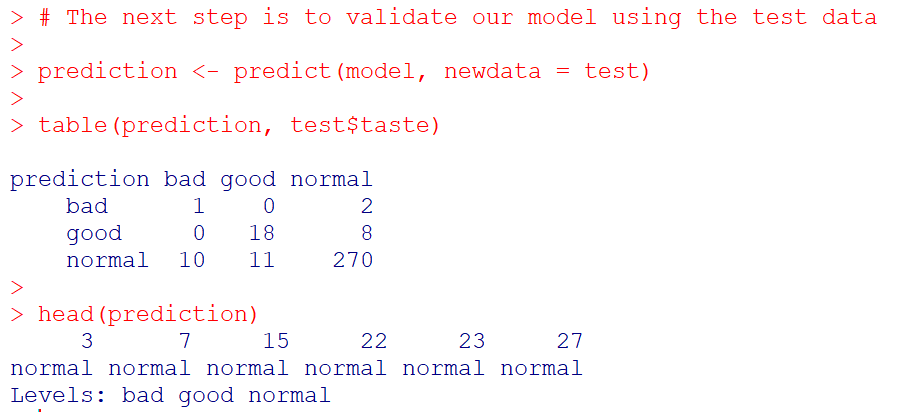 > # The next step is to validate our model using the test data
>
> prediction <- predict(model, newdata = test)
>
> table(prediction, test$taste)
prediction bad good normal
bad 1 0 2
good 0 18 8
normal 10 11 270
>
> head(prediction)
3 7 15 22 23 27
normal normal normal normal normal normal
Levels: bad good normal